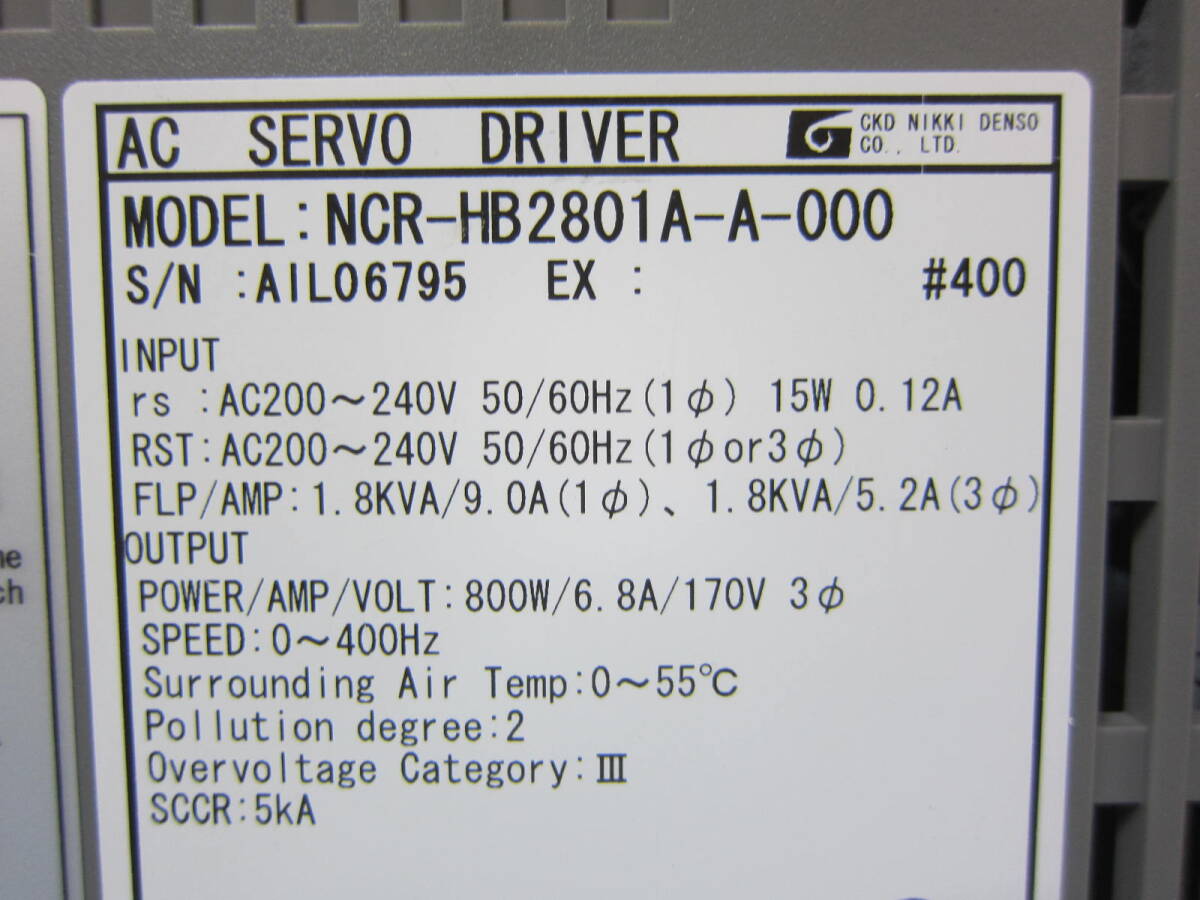 AC SERVO DRIVER
CKD NIKKI DENSO
CO., LTD.
MODEL:NCR-HB2801A-A-000
S/N :AIL06795 EX : #400
INPUT
rs :AC200～240V 50/60Hz(1φ) 15W 0.12A
RST:AC200～240V 50/60Hz(1φor3φ)
FLP/AMP:1.8KVA/9.0A(1φ)、1.8KVA/5.2A(3φ)
OUTPUT
POWER/AMP/VOLT:800W/6.8A/170V 3φ
SPEED:0～400Hz
Surrounding Air Temp:0～55℃
Pollution degree:2
Overvoltage Category:Ⅲ
SCCR:5kA